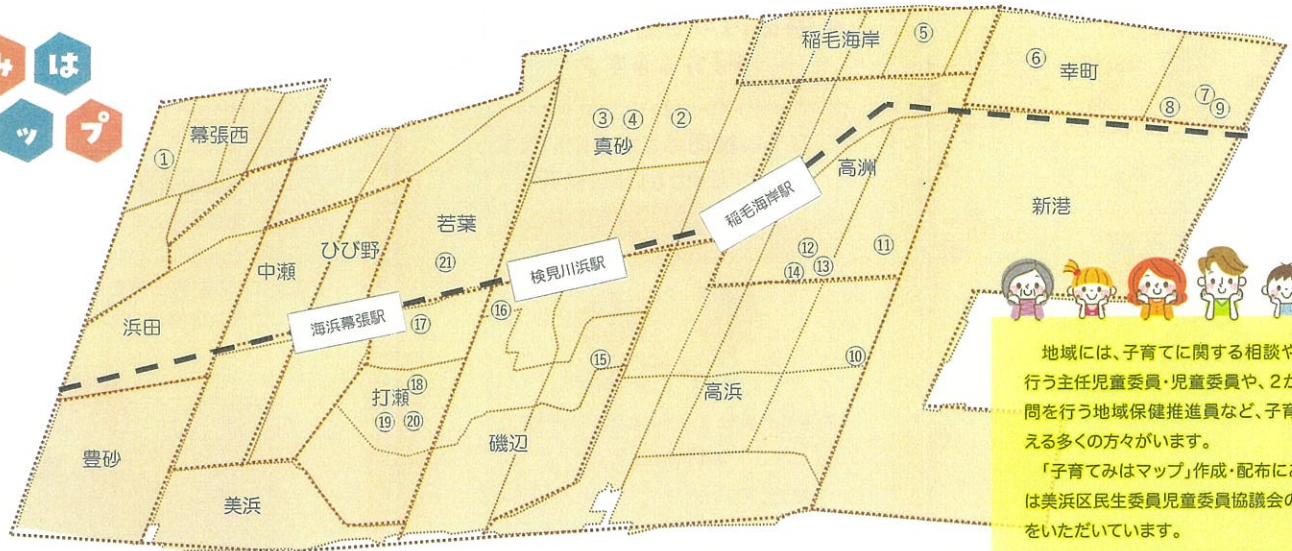 み は
ッ プ
幕張西
①
浜田
豊砂
中瀬
ひび野
若葉
㉑
海浜幕張駅
⑰
打瀬
⑱
⑲ ⑳
美浜
③ ④ ②
真砂
検見川浜駅
⑯
⑮
磯辺
稲毛海岸
⑤
稲毛海岸駅
高洲
⑫
⑭ ⑬
⑪
⑩
高浜
⑥
幸町
⑧ ⑦
⑨
新港
地域には、子育てに関する相談や
行う主任児童委員・児童委員や、2か
問を行う地域保健推進員など、子育
える多くの方々がいます。
「子育てみはマップ」作成・配布にあ
は美浜区民生委員児童委員協議会の
をいただいています。